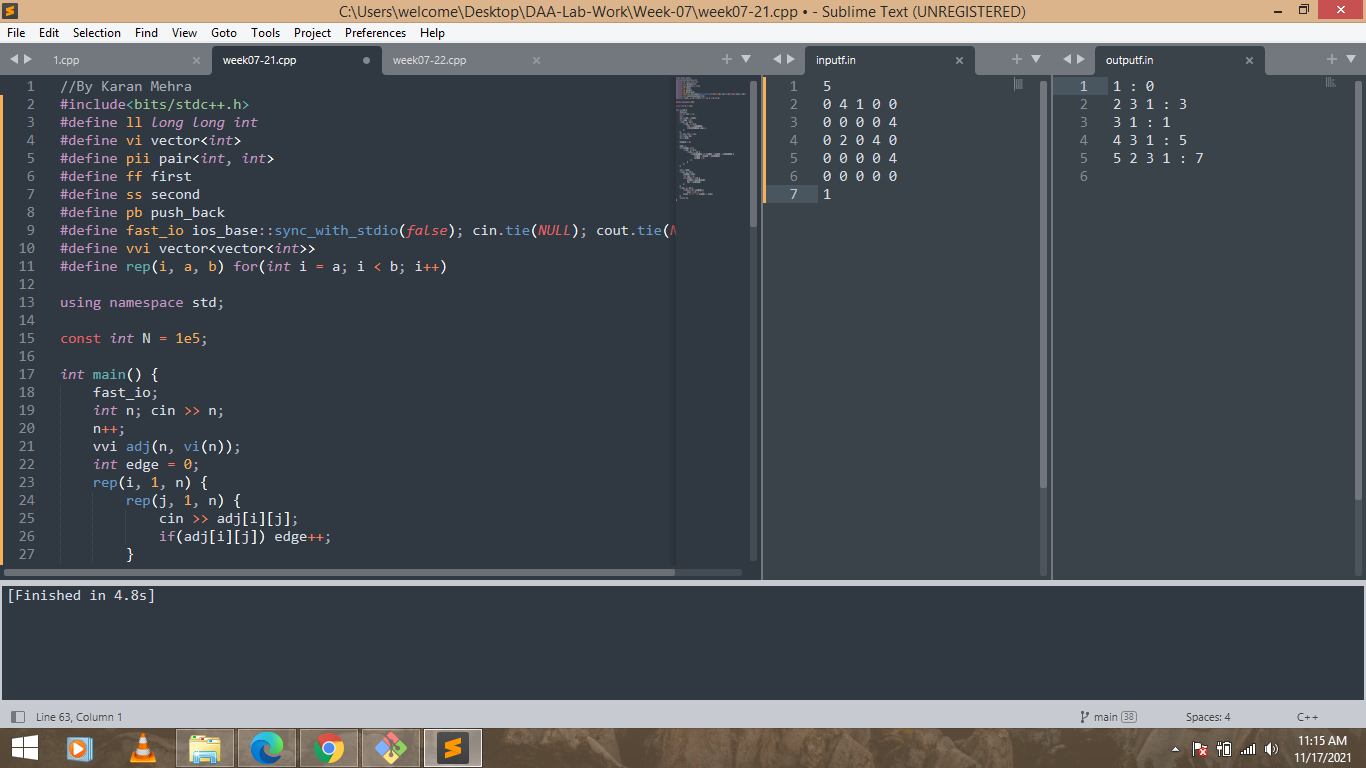 C:\Users\welcome\Desktop\DAA-Lab-Work\Week-07\week07-21.cpp • - Sublime Text (UNREGISTERED)
File Edit Selection Find View Goto Tools Project Preferences Help
1.cpp week07-21.cpp week07-22.cpp
1 //By Karan Mehra
2 #include<bits/stdc++.h>
3 #define ll long long int
4 #define vi vector<int>
5 #define pii pair<int, int>
6 #define ff first
7 #define ss second
8 #define pb push_back
9 #define fast_io ios_base::sync_with_stdio(false); cin.tie(NULL); cout.tie(N
10 #define vvi vector<vector<int>>
11 #define rep(i, a, b) for(int i = a; i < b; i++)
12
13 using namespace std;
14
15 const int N = 1e5;
16
17 int main() {
18 fast_io;
19 int n; cin >> n;
20 n++;
21 vvi adj(n, vi(n));
22 int edge = 0;
23 rep(i, 1, n) {
24 rep(j, 1, n) {
25 cin >> adj[i][j];
26 if(adj[i][j]) edge++;
27 }
inputf.in
1 5
2 0 4 1 0 0
3 0 0 0 0 4
4 0 2 0 4 0
5 0 0 0 0 4
6 0 0 0 0 0
7 1
outputf.in
1 1 : 0
2 2 3 1 : 3
3 3 1 : 1
4 4 3 1 : 5
5 5 2 3 1 : 7
6
[Finished in 4.8s]
Line 63, Column 1 main 38 Spaces: 4 C++
11:15 AM
11/17/2021